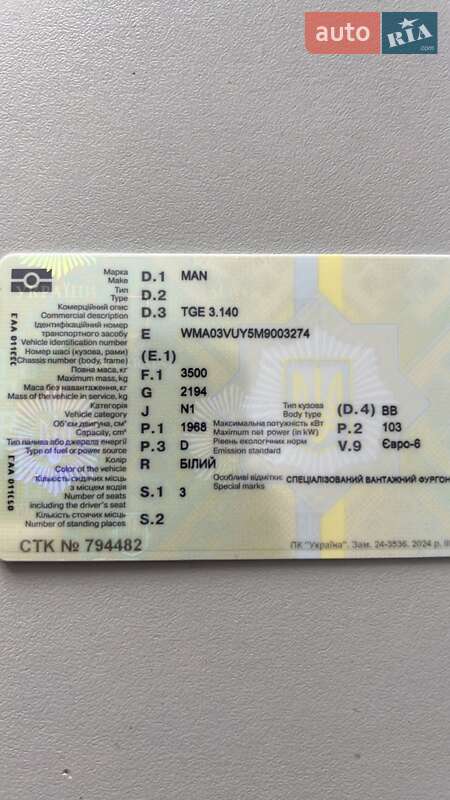 auto RIA .com
УКРАЇНА
Марка D.1 MAN
Make
Тип D.2
Type
Комерційний опис D.3 TGE 3.140
Commercial description
Ідентифікаційний номер
транспортного засобу E WMA03VUY5M9003274
Vehicle identification number
Номер шасі (кузова, рами) (E.1)
Chassis number (body, frame)
Повна маса, кг F.1 3500
Maximum mass, kg
Маса без навантаження, кг G 2194
Mass of the vehicle in service, kg
Категорія J N1 Тип кузова (D.4) BB
Vehicle category Body type
Об'єм двигуна, см³ P.1 1968 Максимальна потужність кВт P.2 103
Capacity, cm³ Maximum net power (in kW)
Тип палива або джерела енергії P.3 D Рівень екологічних норм V.9 Євро-6
Type of fuel or power source Emission standard
Колір R БІЛИЙ
Color of the vehicle
Кількість сидячих місць Особливі відмітки: СПЕЦІАЛІЗОВАНИЙ ВАНТАЖНИЙ ФУРГОН
з місцем водія S.1 3 Special marks
Number of seats
including the driver's seat
Кількість стоячих місць S.2
Number of standing places
СТК № 794482 ПК "Україна". Зам. 24-3536. 2024 р.